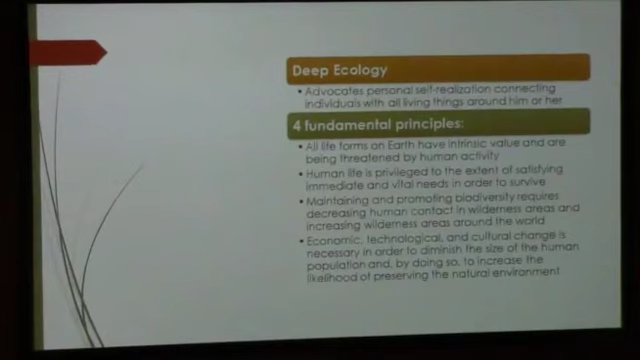 Deep Ecology
• Advocates personal self-realization connecting
individuals with all living things around him or her
4 fundamental principles:
• All life forms on Earth have intrinsic value and are
being threatened by human activity
• Human life is privileged to the extent of satisfying
immediate and vital needs in order to survive
• Maintaining and promoting biodiversity requires
decreasing human contact in wilderness areas and
increasing wilderness areas around the world
• Economic, technological, and cultural change is
necessary in order to diminish the size of the human
population and, by doing so, to increase the
likelihood of preserving the natural environment